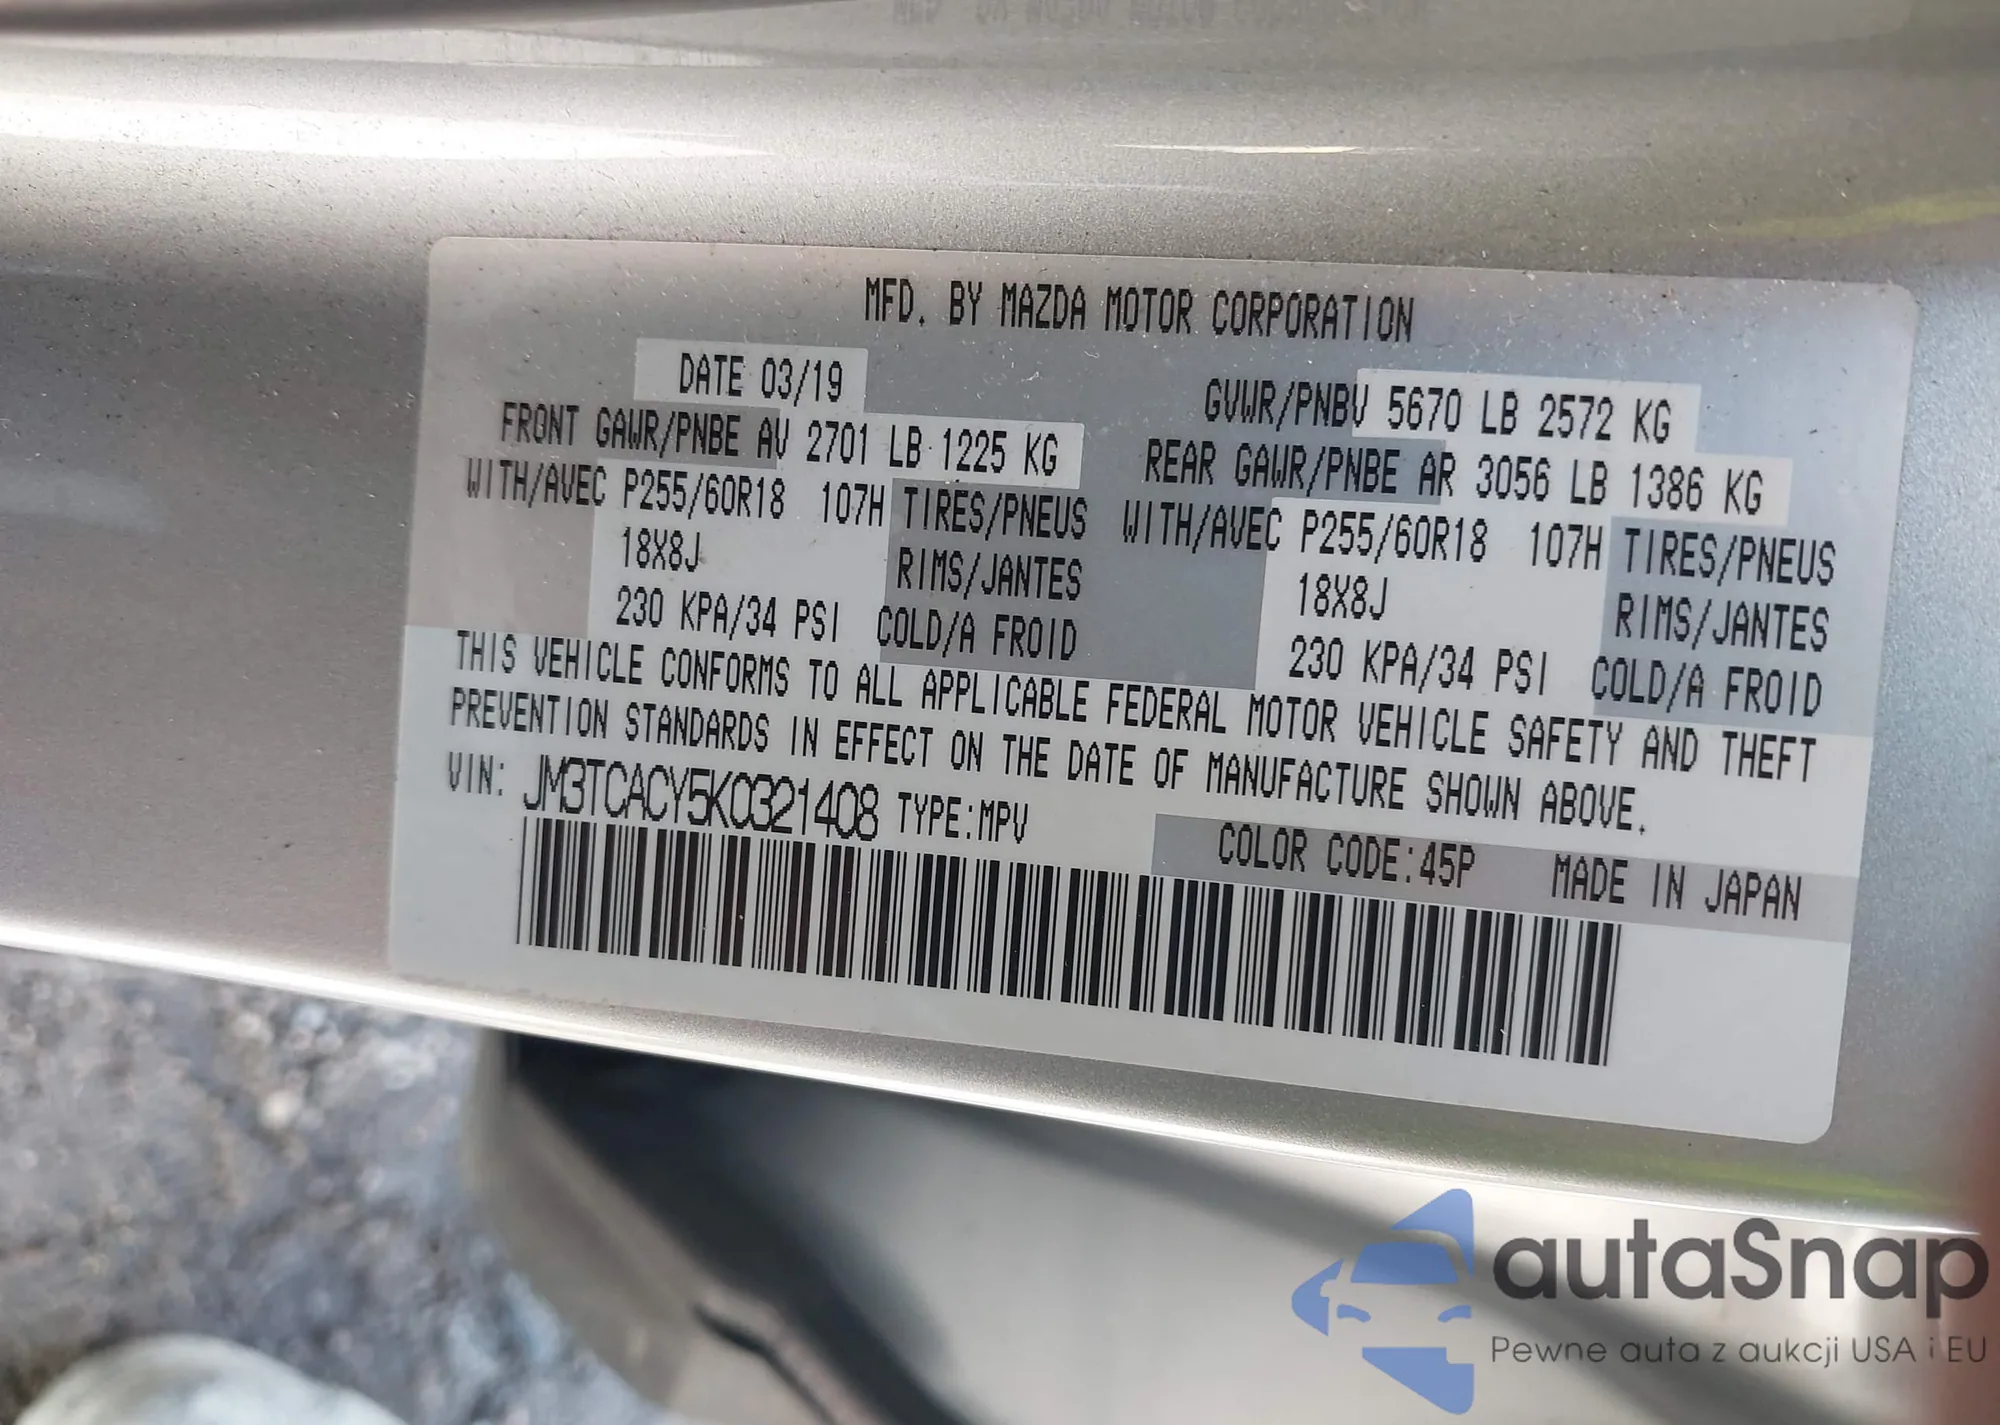 MFD. BY MAZDA MOTOR CORPORATION
DATE 03/19
GVWR/PNBV 5670 LB 2572 KG
FRONT GAWR/PNBE AV 2701 LB 1225 KG
REAR GAWR/PNBE AR 3056 LB 1386 KG
WITH/AVEC P255/60R18 107H TIRES/PNEUS
WITH/AVEC P255/60R18 107H TIRES/PNEUS
18X8J RIMS/JANTES
18X8J RIMS/JANTES
230 KPA/34 PSI COLD/A FROID
230 KPA/34 PSI COLD/A FROID
THIS VEHICLE CONFORMS TO ALL APPLICABLE FEDERAL MOTOR VEHICLE SAFETY AND THEFT
PREVENTION STANDARDS IN EFFECT ON THE DATE OF MANUFACTURE SHOWN ABOVE.
VIN: JM3TCACY5K0321408 TYPE:MPV
COLOR CODE:45P MADE IN JAPAN
autaSnap
Pewne auta z aukcji USA i EU